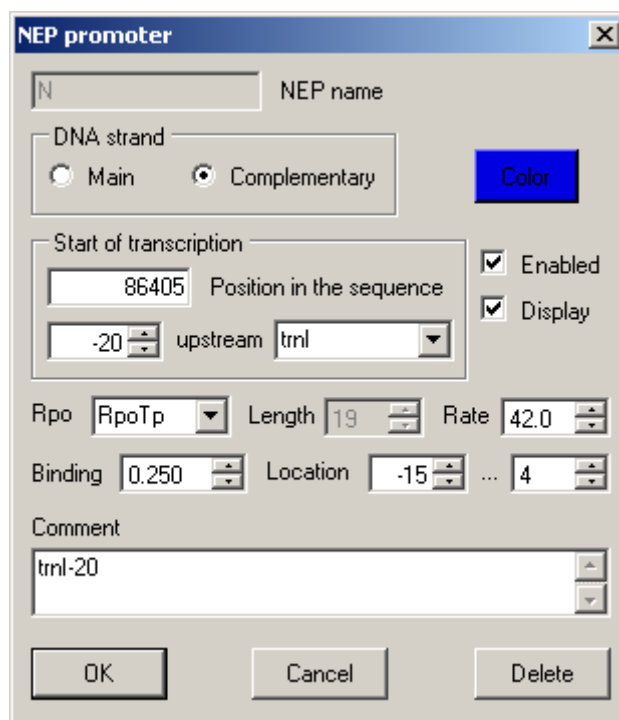 NEP promoter
N NEP name
DNA strand
Main Complementary Color
Start of transcription
86405 Position in the sequence Enabled
-20 upstream trnI Display
Rpo RpoTp Length 19 Rate 42.0
Binding 0.250 Location -15 ... 4
Comment
trnI-20
OK Cancel Delete